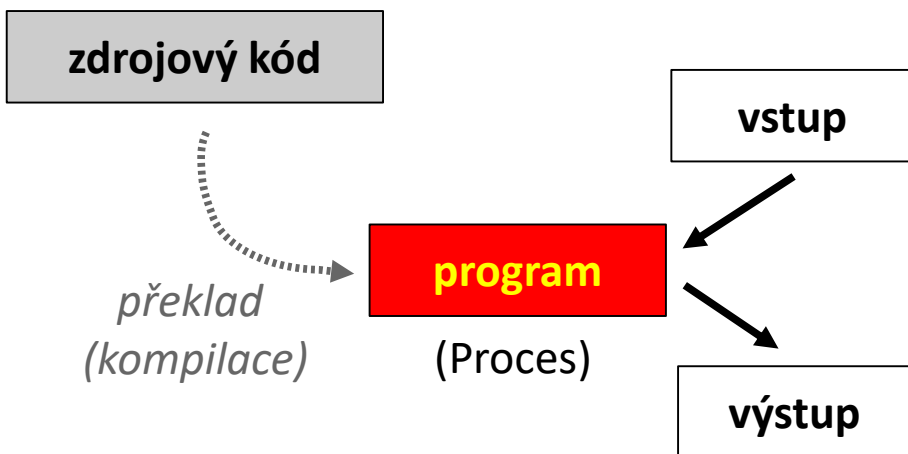 zdrojový kód
vstup
program
překlad
(kompilace)
(Proces)
výstup